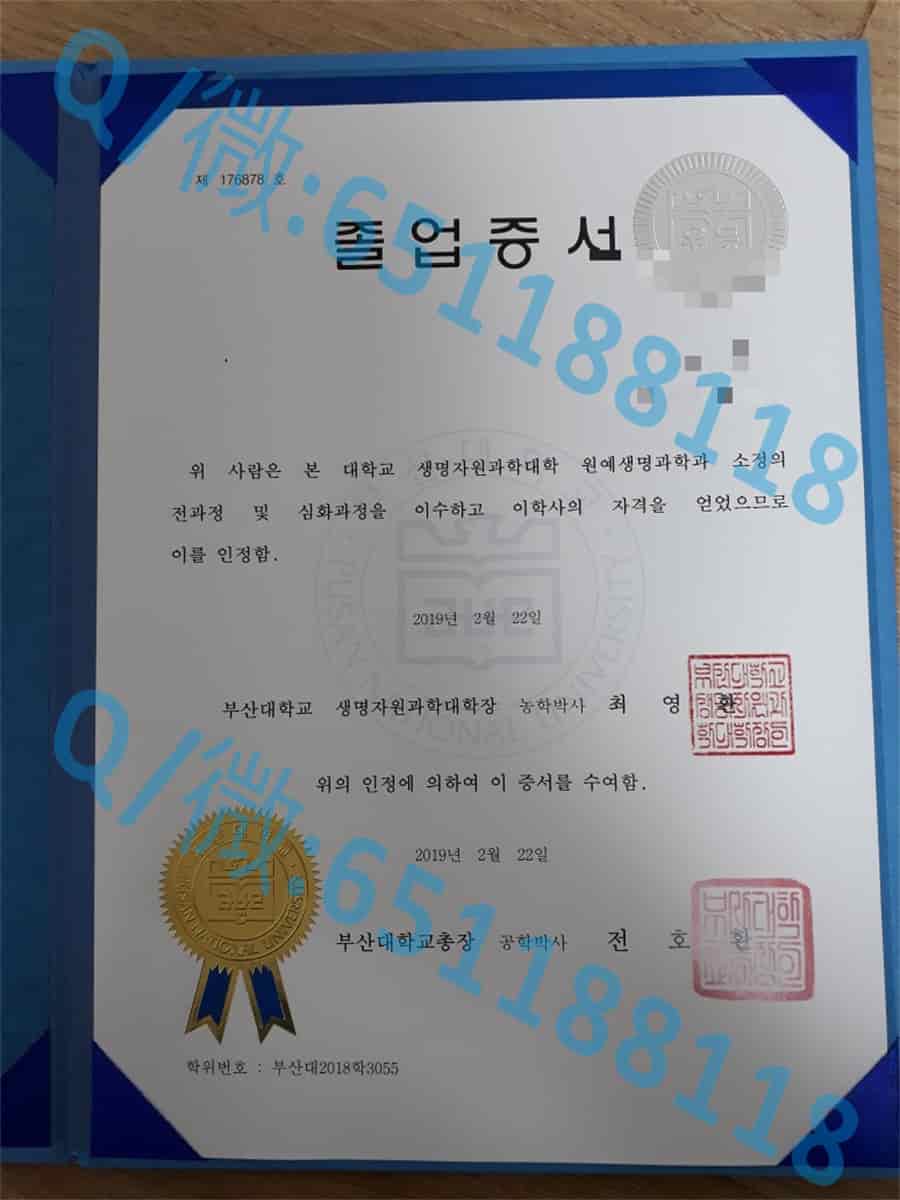 제 176878 호
졸업증서
위 사람은 본 대학교 생명자원과학대학 원예생명과학과 소정의
전과정 및 심화과정을 이수하고 이학사의 자격을 얻었으므로
이를 인정함.
2019년 2월 22일
부산대학교 생명자원과학대학장 농학박사 최 영 환
위의 인정에 의하여 이 증서를 수여함.
2019년 2월 22일
부산대학교총장 공학박사 전 호 환
학위번호 : 부산대2018학3055
PUSAN NATIONAL UNIVERSITY
PUSAN NATIONAL UNIVERSITY
Q/微:651188118
Q/微:651188118